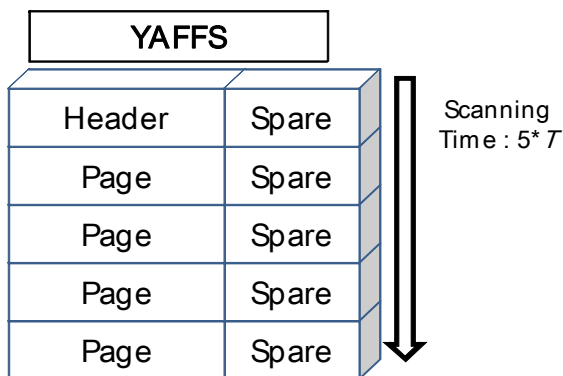 YAFFS
Header Spare
Scanning
Time : 5* T
Page Spare
Page Spare
Page Spare
Page Spare